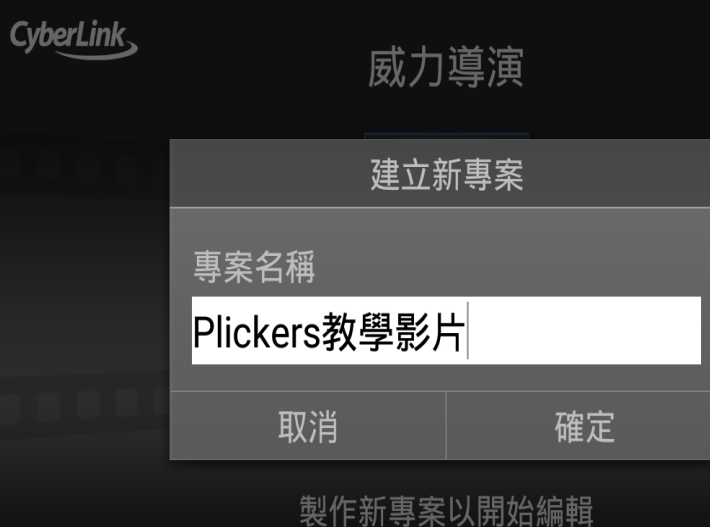 CyberLink
威力導演
建立新專案
專案名稱
Plickers教學影片
取消
確定
製作新專案以開始編輯